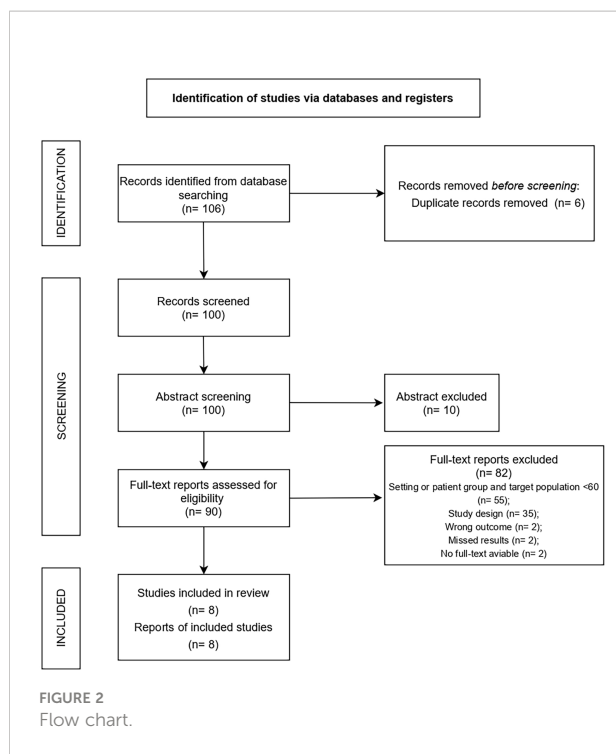 Identification of studies via databases and registers
IDENTIFICATION
Records identified from database
searching
(n= 106)
Records removed before screening:
Duplicate records removed (n= 6)
SCREENING
Records screened
(n= 100)
Abstract screening
(n= 100)
Abstract excluded
(n= 10)
Full-text reports assessed for
eligibility
(n= 90)
Full-text reports excluded
(n= 82)
Setting or patient group and target population <60
(n= 55);
Study design (n= 35);
Wrong outcome (n= 2);
Missed results (n= 2);
No full-text aviable (n= 2)
INCLUDED
Studies included in review
(n= 8)
Reports of included studies
(n= 8)
FIGURE 2
Flow chart.